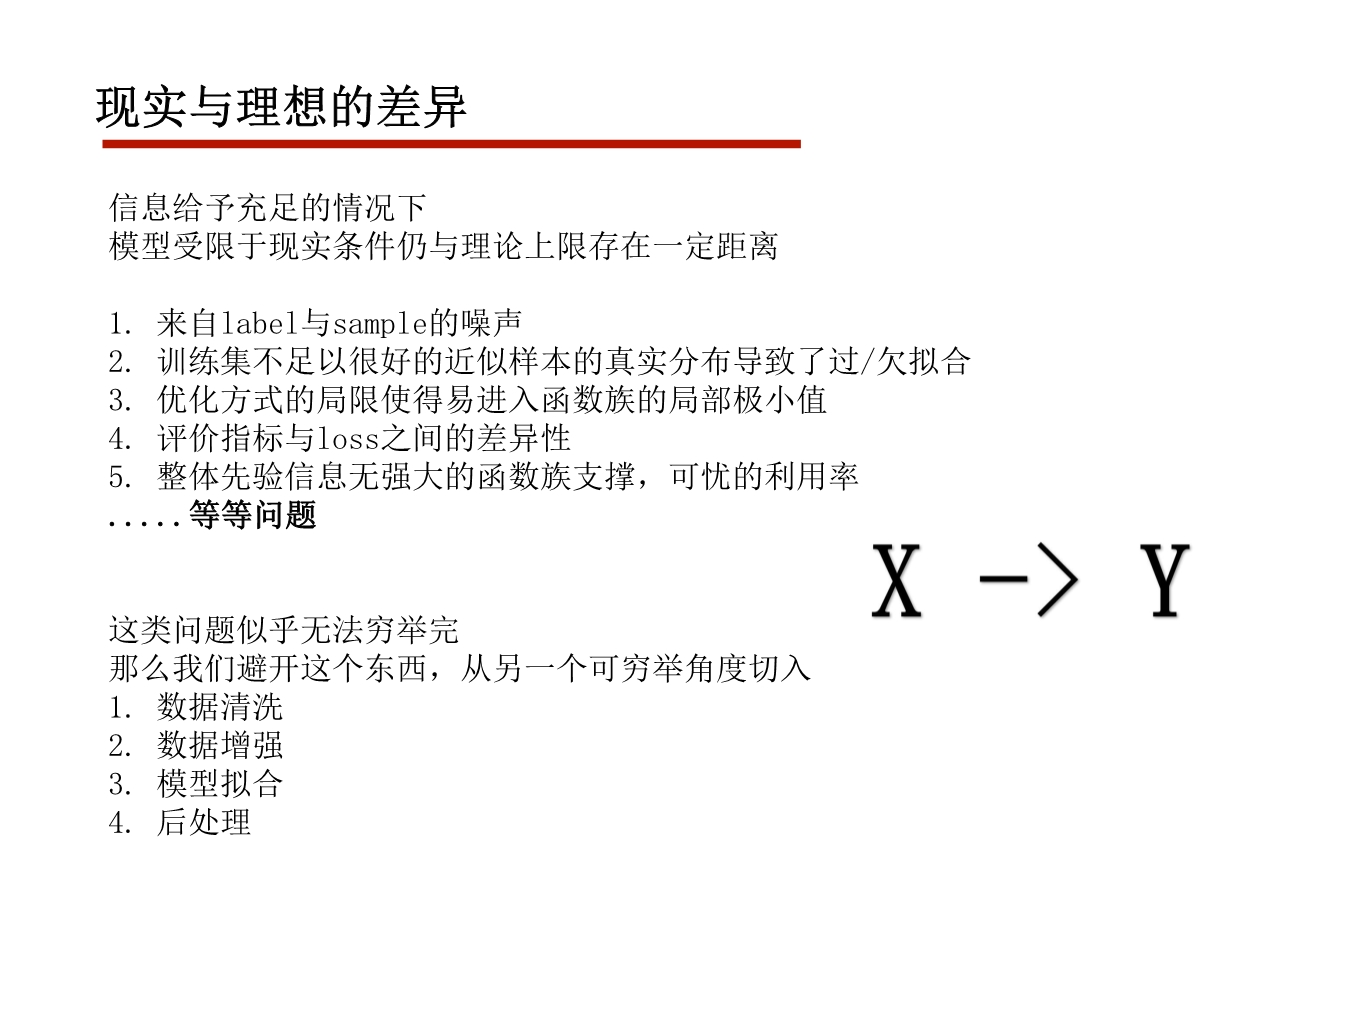 现实与理想的差异
信息给予充足的情况下
模型受限于现实条件仍与理论上限存在一定距离
1. 来自label与sample的噪声
2. 训练集不足以很好的近似样本的真实分布导致了过/欠拟合
3. 优化方式的局限使得易进入函数族的局部极小值
4. 评价指标与loss之间的差异性
5. 整体先验信息无强大的函数族支撑，可忧的利用率
.....等等问题
X -> Y
这类问题似乎无法穷举完
那么我们避开这个东西，从另一个可穷举角度切入
1. 数据清洗
2. 数据增强
3. 模型拟合
4. 后处理